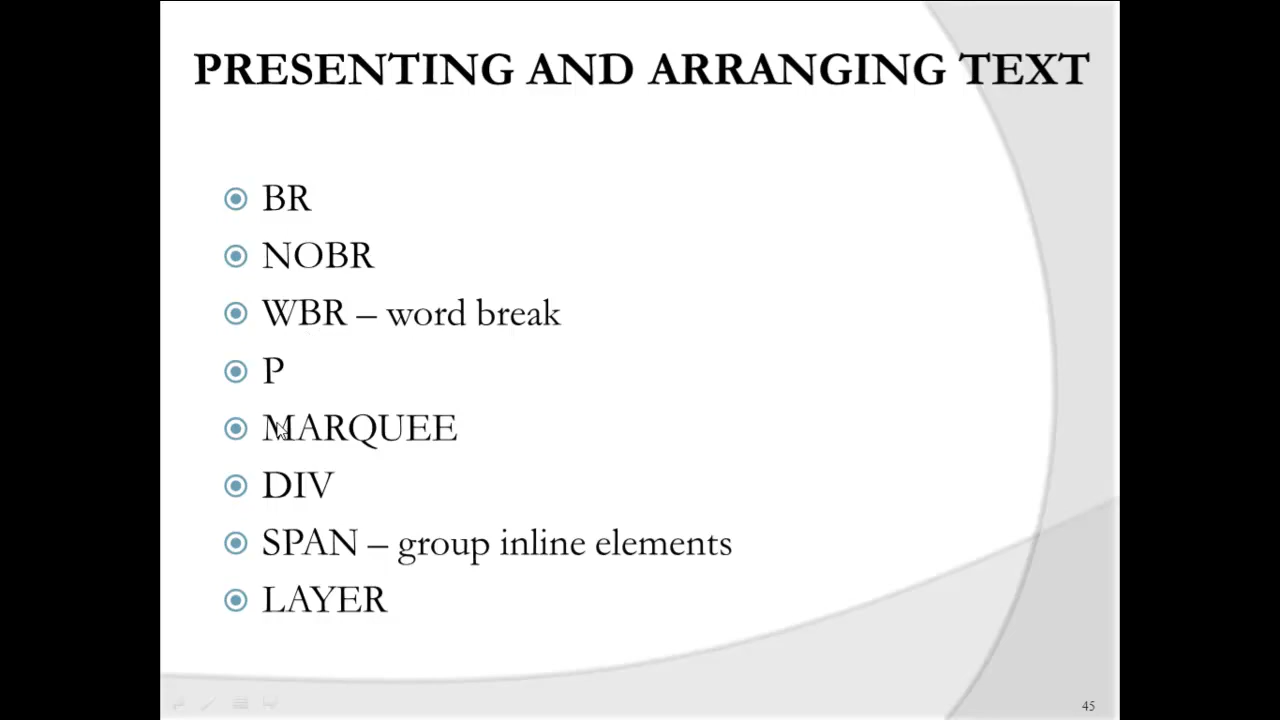 PRESENTING AND ARRANGING TEXT
BR
NOBR
WBR – word break
P
MARQUEE
DIV
SPAN – group inline elements
LAYER
45